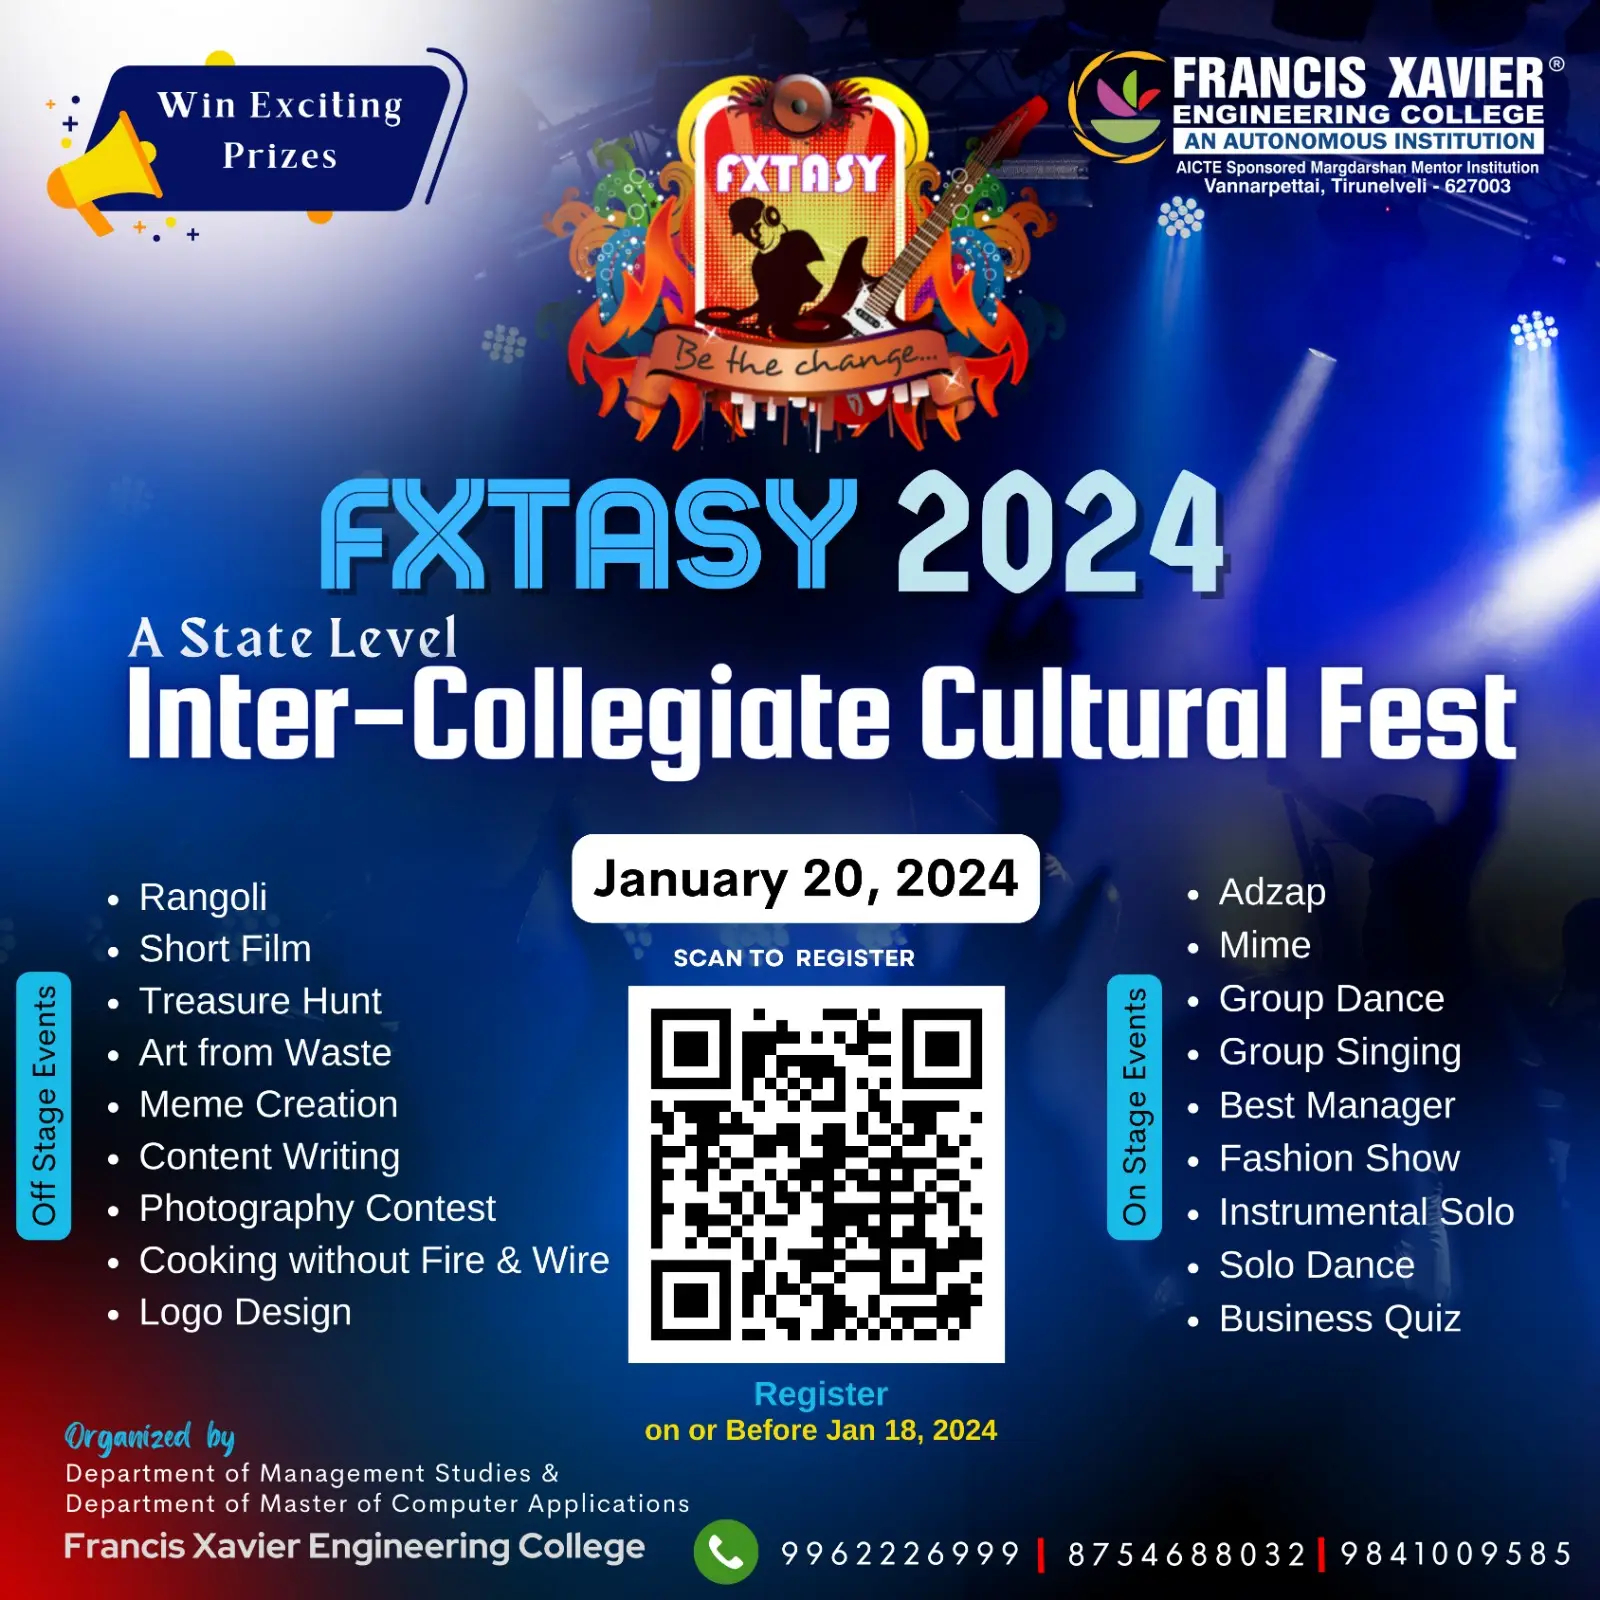 Win Exciting
Prizes
FXTASY
Be the change...
FRANCIS XAVIER®
ENGINEERING COLLEGE
AN AUTONOMOUS INSTITUTION
AICTE Sponsored Margdarshan Mentor Institution
Vannarpettai, Tirunelveli - 627003
FXTASY 2024
A State Level
Inter-Collegiate Cultural Fest
January 20, 2024
SCAN TO REGISTER
Off Stage Events
Rangoli
Short Film
Treasure Hunt
Art from Waste
Meme Creation
Content Writing
Photography Contest
Cooking without Fire & Wire
Logo Design
On Stage Events
Adzap
Mime
Group Dance
Group Singing
Best Manager
Fashion Show
Instrumental Solo
Solo Dance
Business Quiz
Register
on or Before Jan 18, 2024
Organized by
Department of Management Studies &
Department of Master of Computer Applications
Francis Xavier Engineering College
9962226999 | 8754688032 | 9841009585